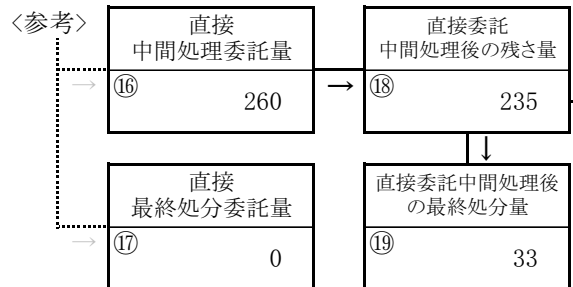 〈参考〉
直接
中間処理委託量
→
⑯
260
→
直接委託
中間処理後の残さ量
⑱
235
↓
直接
最終処分委託量
→
⑰
0
直接委託中間処理後
の最終処分量
⑲
33